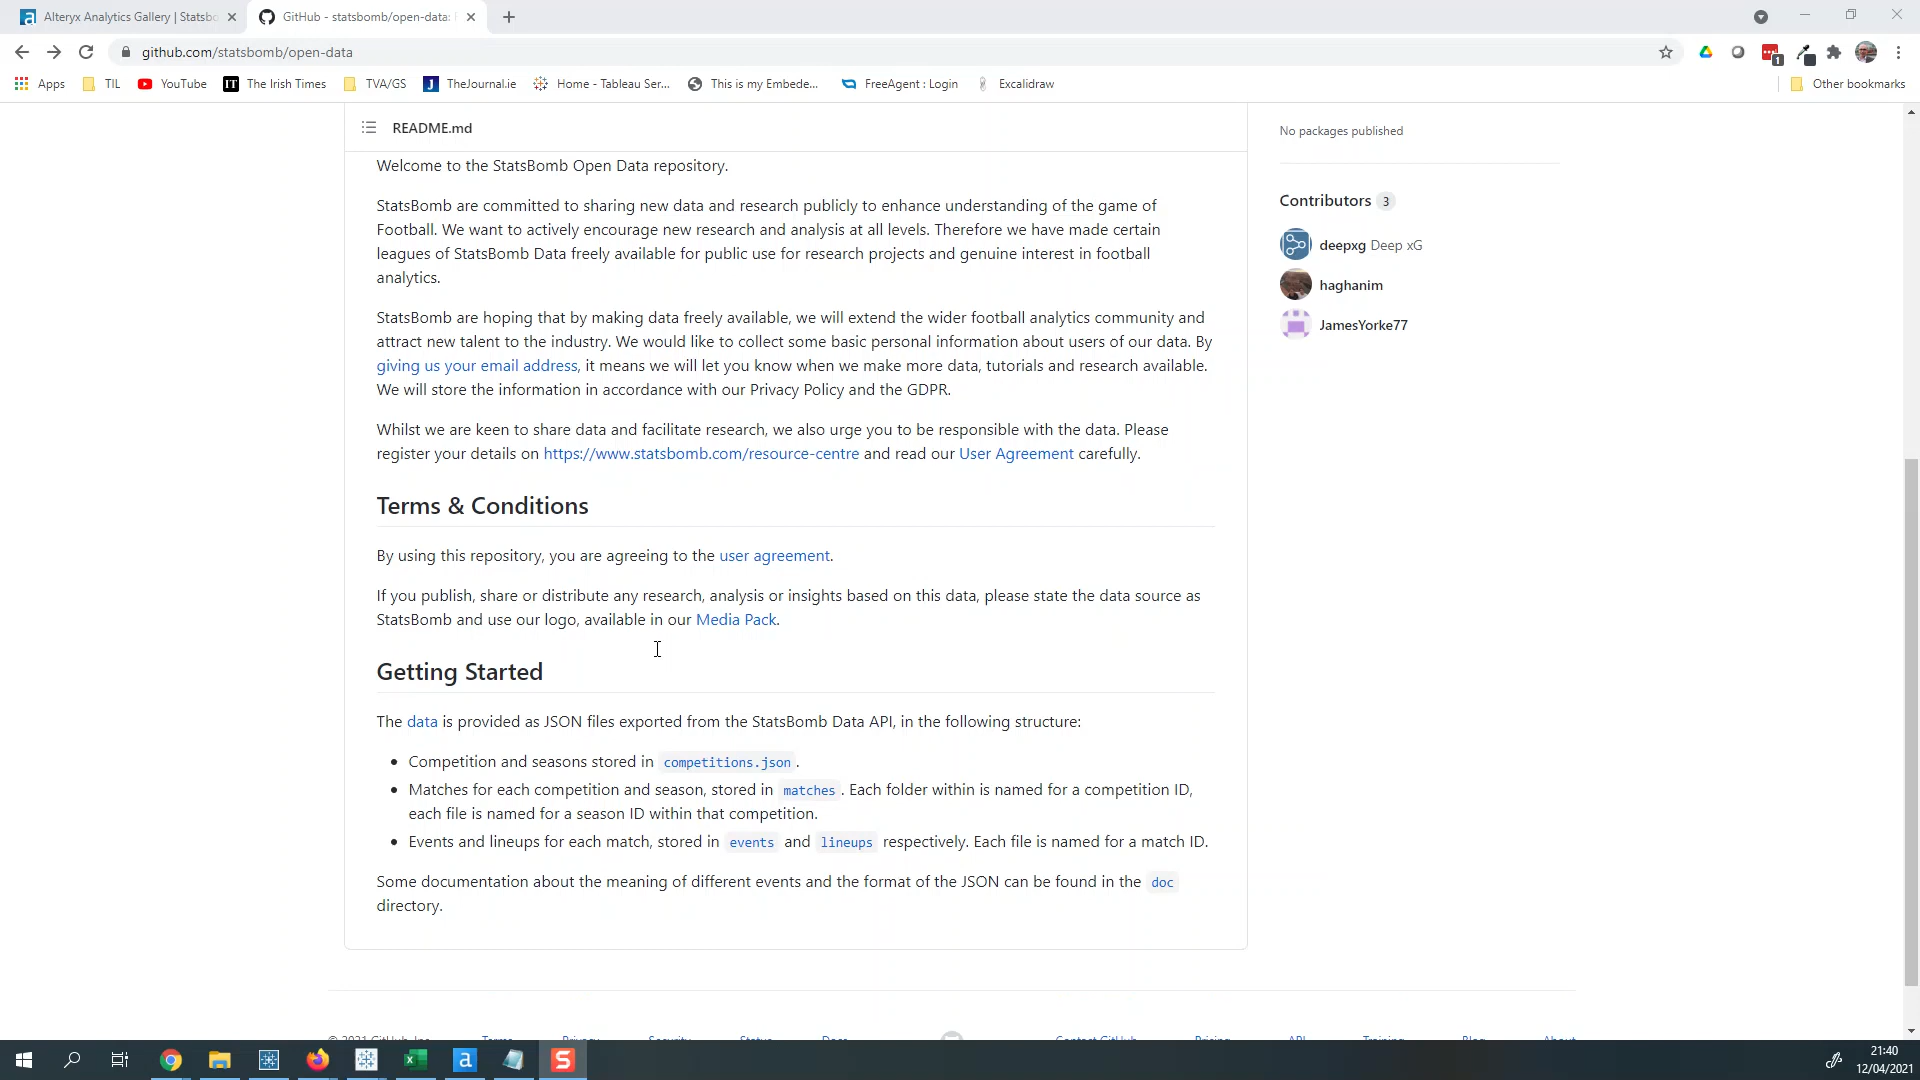 Alteryx Analytics Gallery | Statsbo
GitHub - statsbomb/open-data:
github.com/statsbomb/open-data
1
Apps
TIL
YouTube
The Irish Times
TVA/GS
TheJournal.ie
Home - Tableau Ser...
This is my Embede...
FreeAgent : Login
Excalidraw
Other bookmarks
README.md
Welcome to the StatsBomb Open Data repository.
StatsBomb are committed to sharing new data and research publicly to enhance understanding of the game of
Football. We want to actively encourage new research and analysis at all levels. Therefore we have made certain
leagues of StatsBomb Data freely available for public use for research projects and genuine interest in football
analytics.
StatsBomb are hoping that by making data freely available, we will extend the wider football analytics community and
attract new talent to the industry. We would like to collect some basic personal information about users of our data. By
giving us your email address, it means we will let you know when we make more data, tutorials and research available.
We will store the information in accordance with our Privacy Policy and the GDPR.
Whilst we are keen to share data and facilitate research, we also urge you to be responsible with the data. Please
register your details on https://www.statsbomb.com/resource-centre and read our User Agreement carefully.
Terms & Conditions
By using this repository, you are agreeing to the user agreement.
If you publish, share or distribute any research, analysis or insights based on this data, please state the data source as
StatsBomb and use our logo, available in our Media Pack.
Getting Started
The data is provided as JSON files exported from the StatsBomb Data API, in the following structure:
• Competition and seasons stored in competitions.json.
• Matches for each competition and season, stored in matches. Each folder within is named for a competition ID,
each file is named for a season ID within that competition.
• Events and lineups for each match, stored in events and lineups respectively. Each file is named for a match ID.
Some documentation about the meaning of different events and the format of the JSON can be found in the doc
directory.
No packages published
Contributors 3
deepxg Deep xG
haghanim
JamesYorke77
© 2021 GitHub, Inc. Terms Privacy Security Status Docs Contact GitHub Pricing API Training Blog About
21:40
12/04/2021